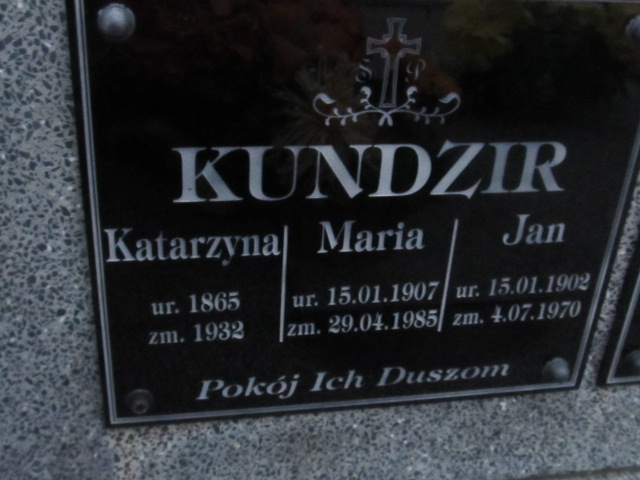 Ś P
KUNDZIR
Katarzyna
ur. 1865
zm. 1932
Maria
ur. 15.01.1907
zm. 29.04.1985
Jan
ur. 15.01.1902
zm. 4.07.1970
Pokój Ich Duszom